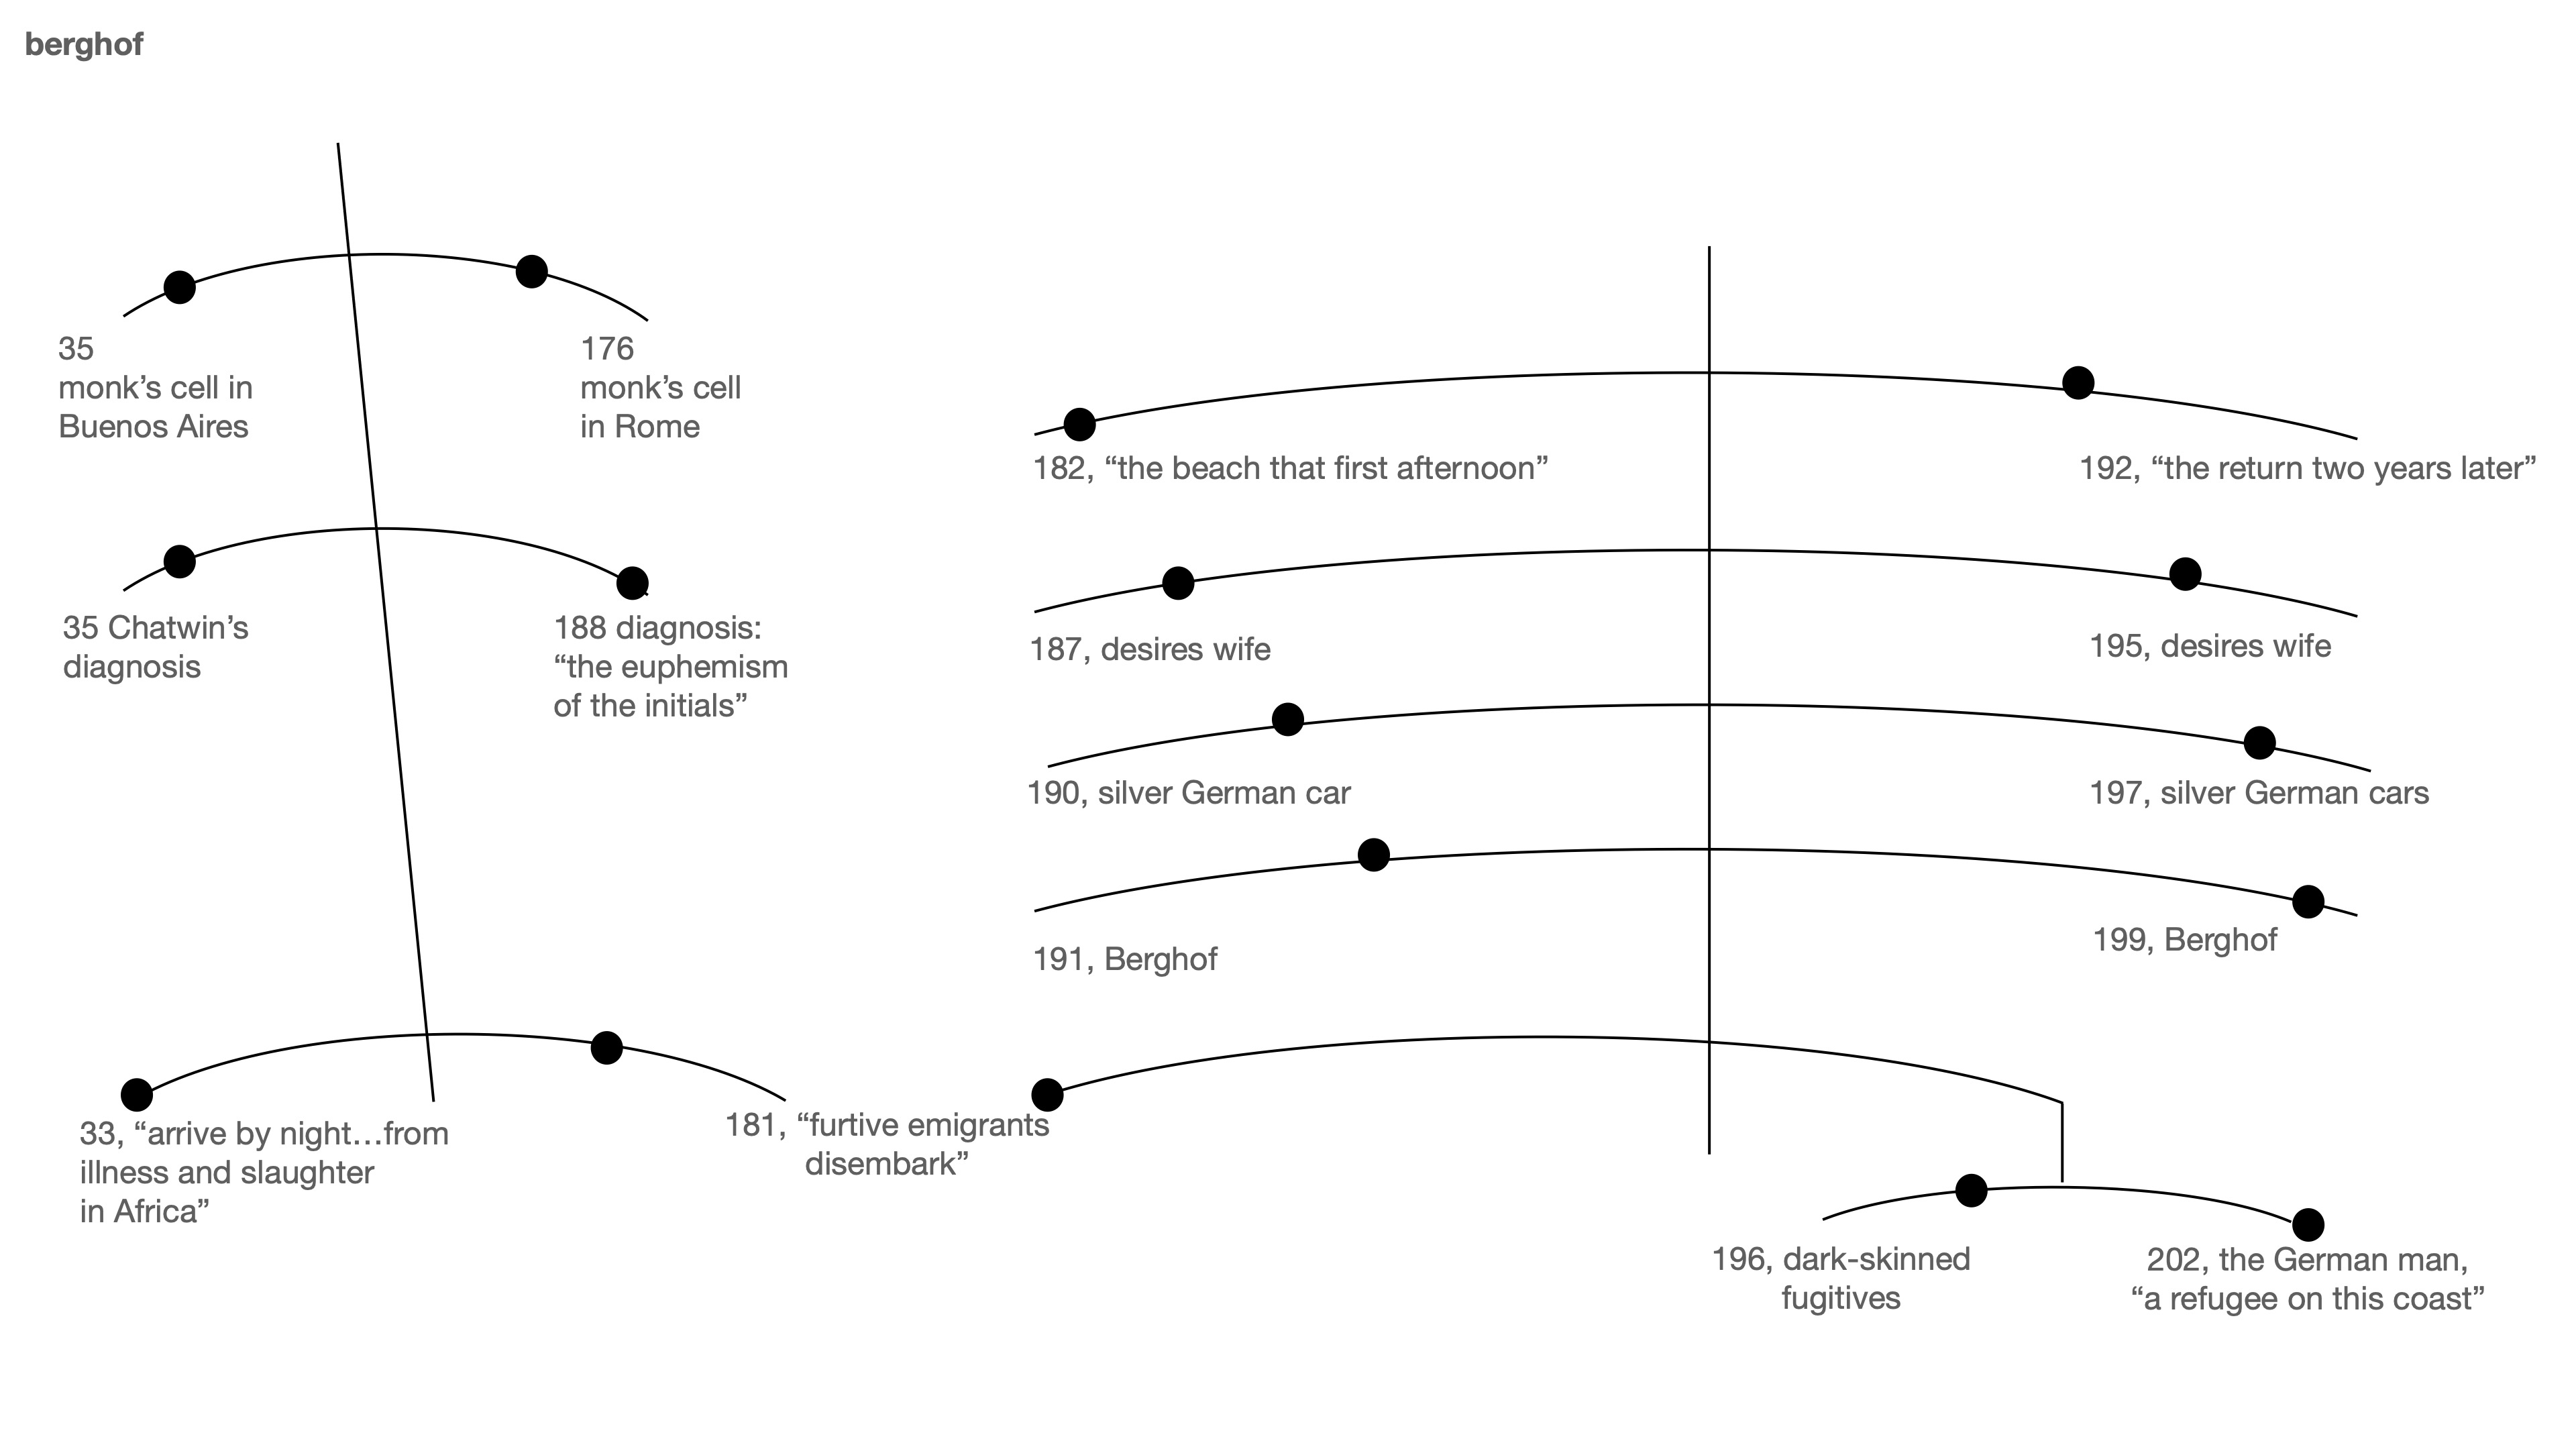 berghof
35
monk’s cell in
Buenos Aires
176
monk’s cell
in Rome
35 Chatwin’s
diagnosis
188 diagnosis:
“the euphemism
of the initials”
33, “arrive by night…from
illness and slaughter
in Africa”
181, “furtive emigrants
disembark”
182, “the beach that first afternoon”
192, “the return two years later”
187, desires wife
195, desires wife
190, silver German car
197, silver German cars
191, Berghof
199, Berghof
196, dark-skinned
fugitives
202, the German man,
“a refugee on this coast”